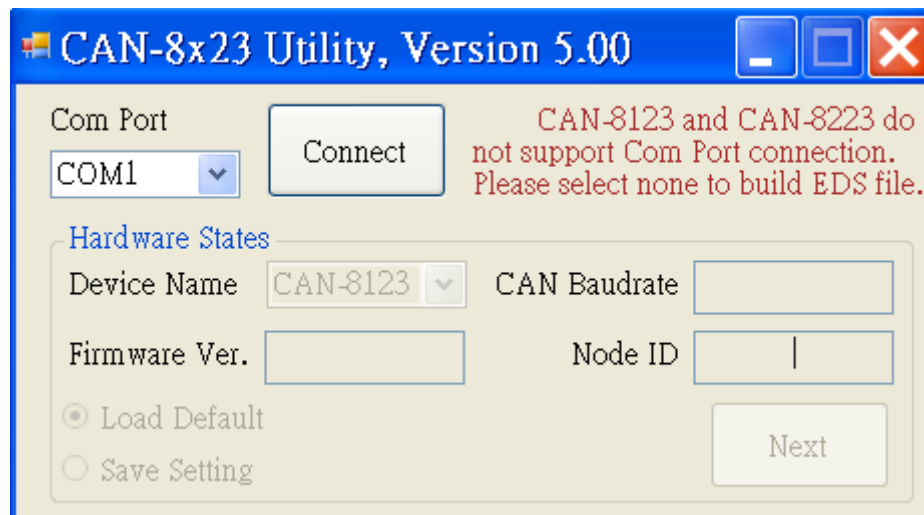 CAN-8x23 Utility, Version 5.00
Com Port
COM1
Connect
CAN-8123 and CAN-8223 do
not support Com Port connection.
Please select none to build EDS file.
Hardware States
Device Name
CAN-8123
CAN Baudrate
Firmware Ver.
Node ID
Load Default
Save Setting
Next